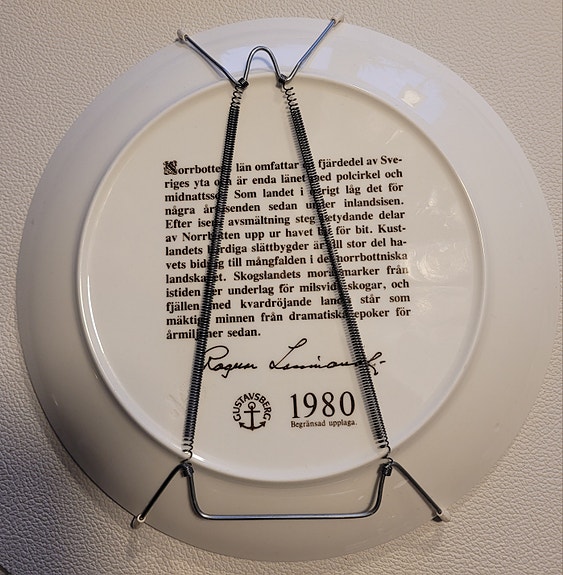 Norrbottens län omfattar en fjärdedel av Sve-
riges yta och är enda länet med polcirkel och
midnattssol. Som landet i övrigt låg det för
några årtusenden sedan under inlandsisen.
Efter isens avsmältning steg betydande delar
av Norrbotten upp ur havet bit för bit. Kust-
landets bördiga slättbygder är till stor del ha-
vets bidrag till mångfalden i de norrbottniska
landskapet. Skogslandets moränmarker från
istiden ger underlag för milsvida skogar, och
fjällen med kvardröjande landis står som
mäktiga minnen från dramatiska epoker för
årmiljoner sedan.
GUSTAVSBERG
1980
Begränsad upplaga.